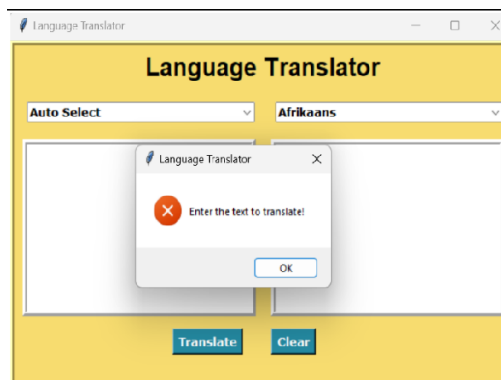 Language Translator
Language Translator
Auto Select
Afrikaans
Language Translator
Enter the text to translate!
OK
Translate
Clear